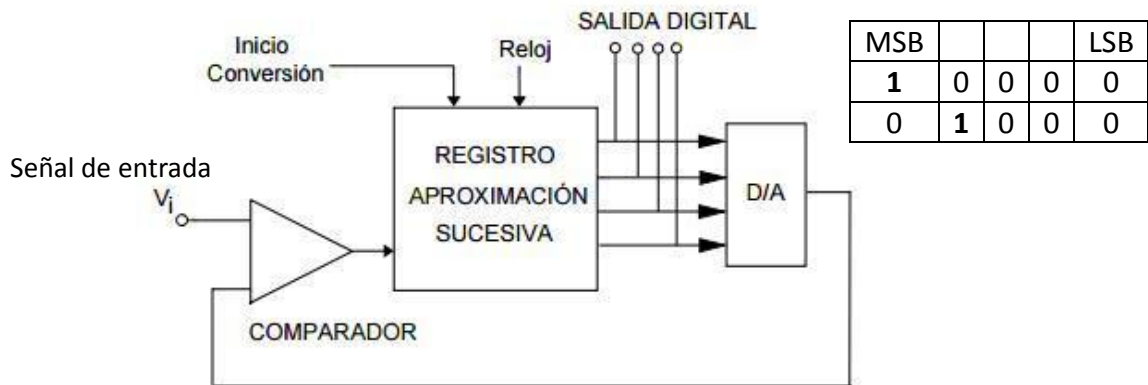 SALIDA DIGITAL
Inicio
Conversión
Reloj
MSB LSB
1 0 0 0 0
0 1 0 0 0
Señal de entrada
Vi
REGISTRO
APROXIMACIÓN
SUCESIVA
D/A
COMPARADOR